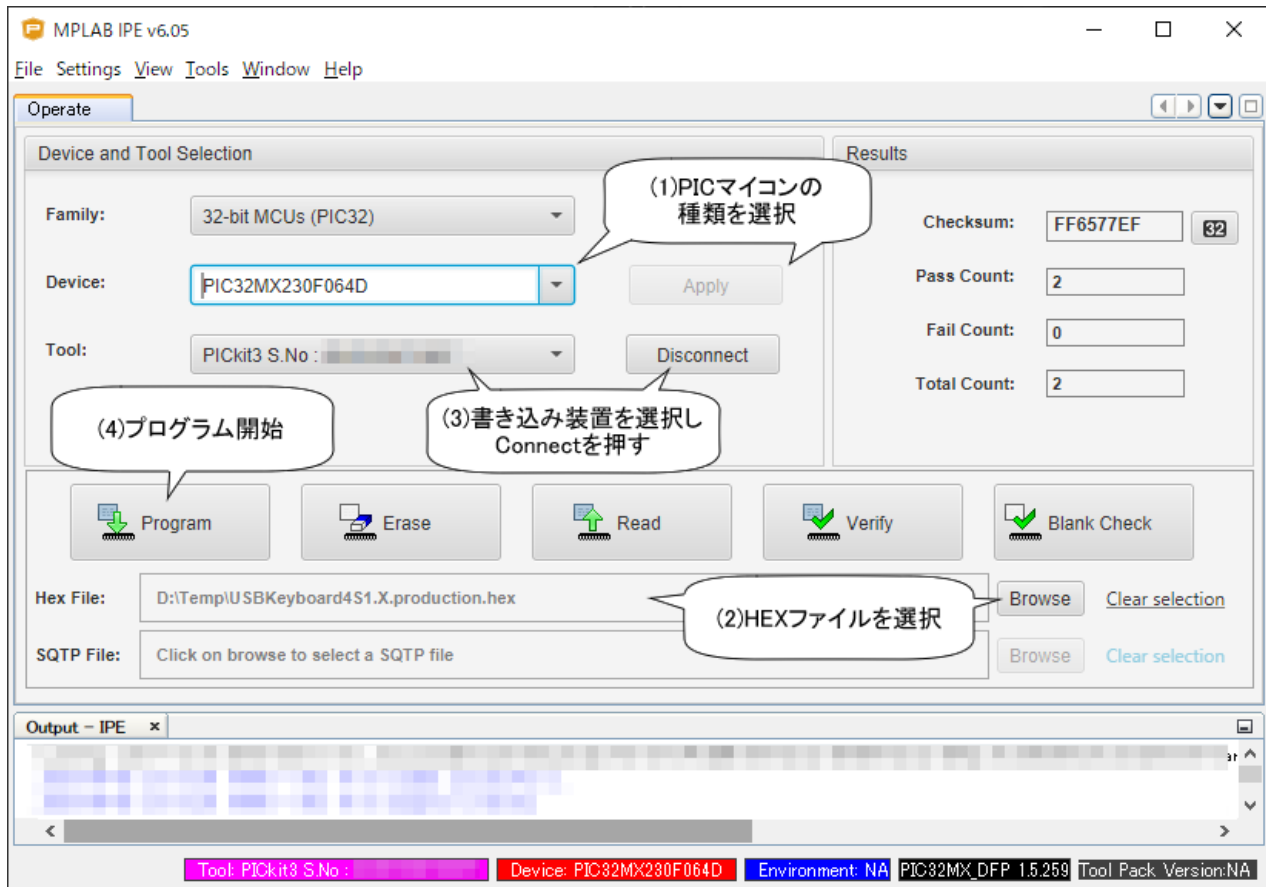 MPLAB IPE v6.05
File Settings View Tools Window Help
Operate
Device and Tool Selection
Results
(1)PICマイコンの
種類を選択
Family:
32-bit MCUs (PIC32)
Checksum:
FF6577EF
32
Device:
PIC32MX230F064D
Apply
Pass Count:
2
Fail Count:
0
Tool:
PICkit3 S.No :
Disconnect
Total Count:
2
(4)プログラム開始
(3)書き込み装置を選択し
Connectを押す
Program
Erase
Read
Verify
Blank Check
Hex File:
D:\Temp\USBKeyboard4S1.X.production.hex
(2)HEXファイルを選択
Browse
Clear selection
SQTP File:
Click on browse to select a SQTP file
Browse
Clear selection
Output - IPE
Tool: PICkit3 S.No :
Device: PIC32MX230F064D
Environment: NA
PIC32MX_DFP 1.5.259
Tool Pack Version:NA